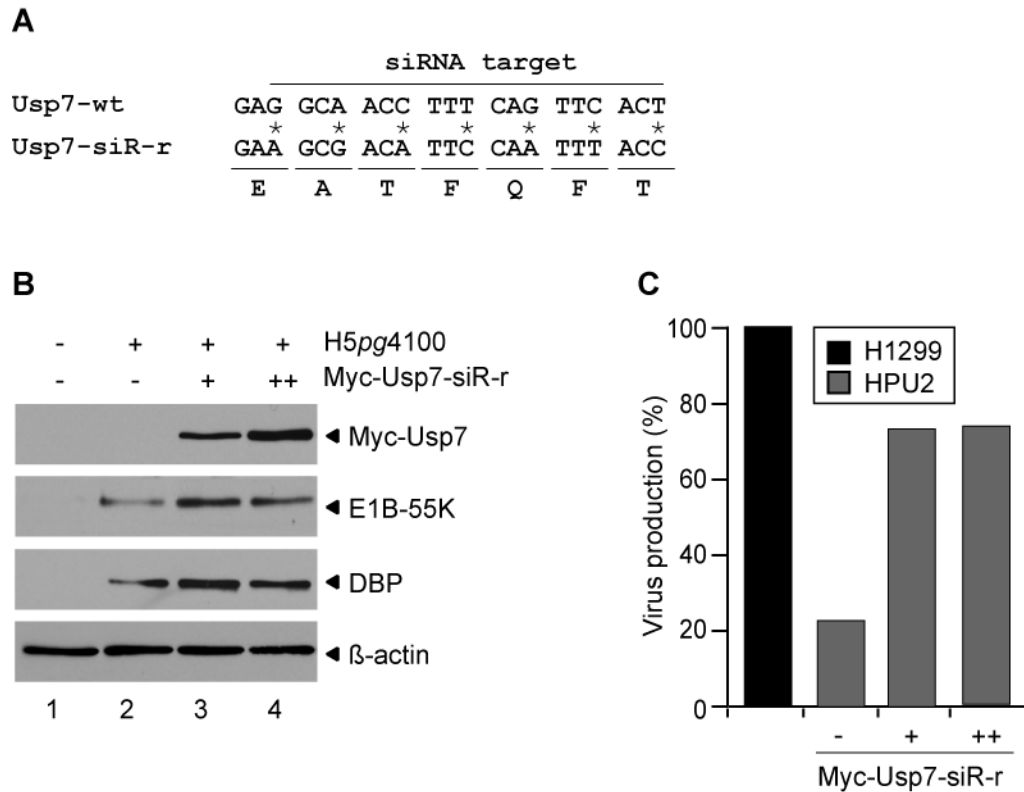 A
siRNA target
Usp7-wt GAG GCA ACC TTT CAG TTC ACT
* * * * * * *
Usp7-siR-r GAA GCG ACA TTC CAA TTT ACC
E A T F Q F T
B
- + + + H5pg4100
- - + ++ Myc-Usp7-siR-r
◄ Myc-Usp7
◄ E1B-55K
◄ DBP
◄ ß-actin
1 2 3 4
C
Virus production (%)
100
80
60
40
20
0
H1299
HPU2
- + ++
Myc-Usp7-siR-r